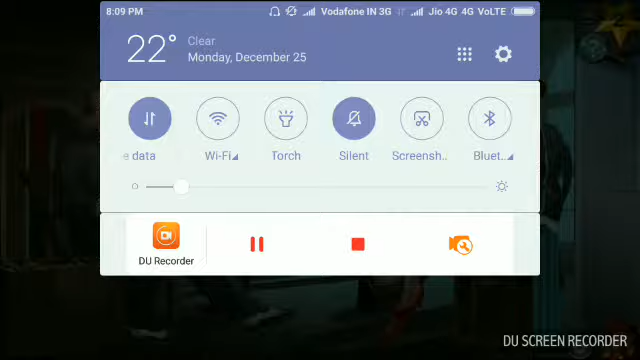 8:09 PM Vodafone IN 3G Jio 4G 4G VoLTE
22°
Clear
Monday, December 25
e data Wi-Fi Torch Silent Screensh.. Bluet..
DU Recorder
DU SCREEN RECORDER